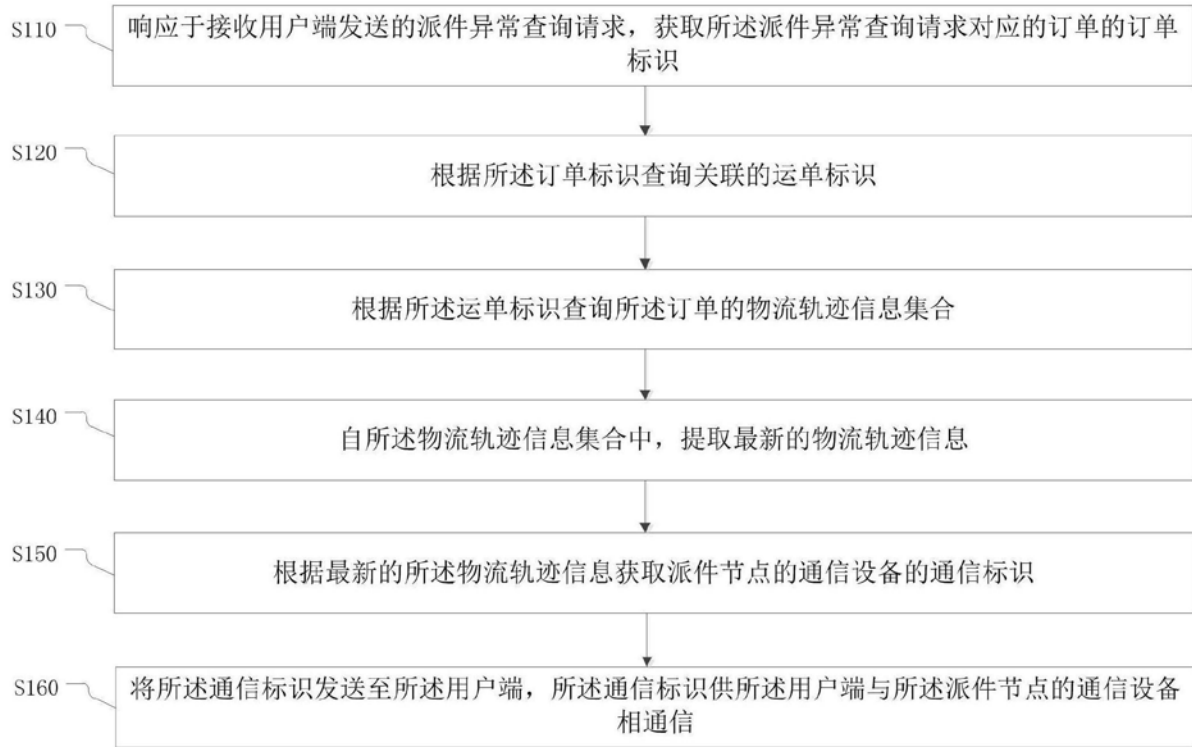 S110
响应于接收用户端发送的派件异常查询请求，获取所述派件异常查询请求对应的订单的订单
标识
S120
根据所述订单标识查询关联的运单标识
S130
根据所述运单标识查询所述订单的物流轨迹信息集合
S140
自所述物流轨迹信息集合中，提取最新的物流轨迹信息
S150
根据最新的所述物流轨迹信息获取派件节点的通信设备的通信标识
S160
将所述通信标识发送至所述用户端，所述通信标识供所述用户端与所述派件节点的通信设备
相通信